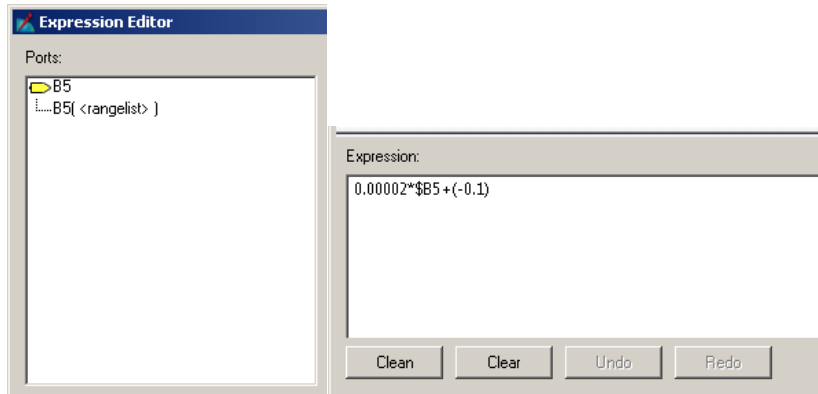 Expression Editor
Ports:
B5
B5( <rangelist> )
Expression:
0.00002*$B5+(-0.1)
Clean Clear Undo Redo